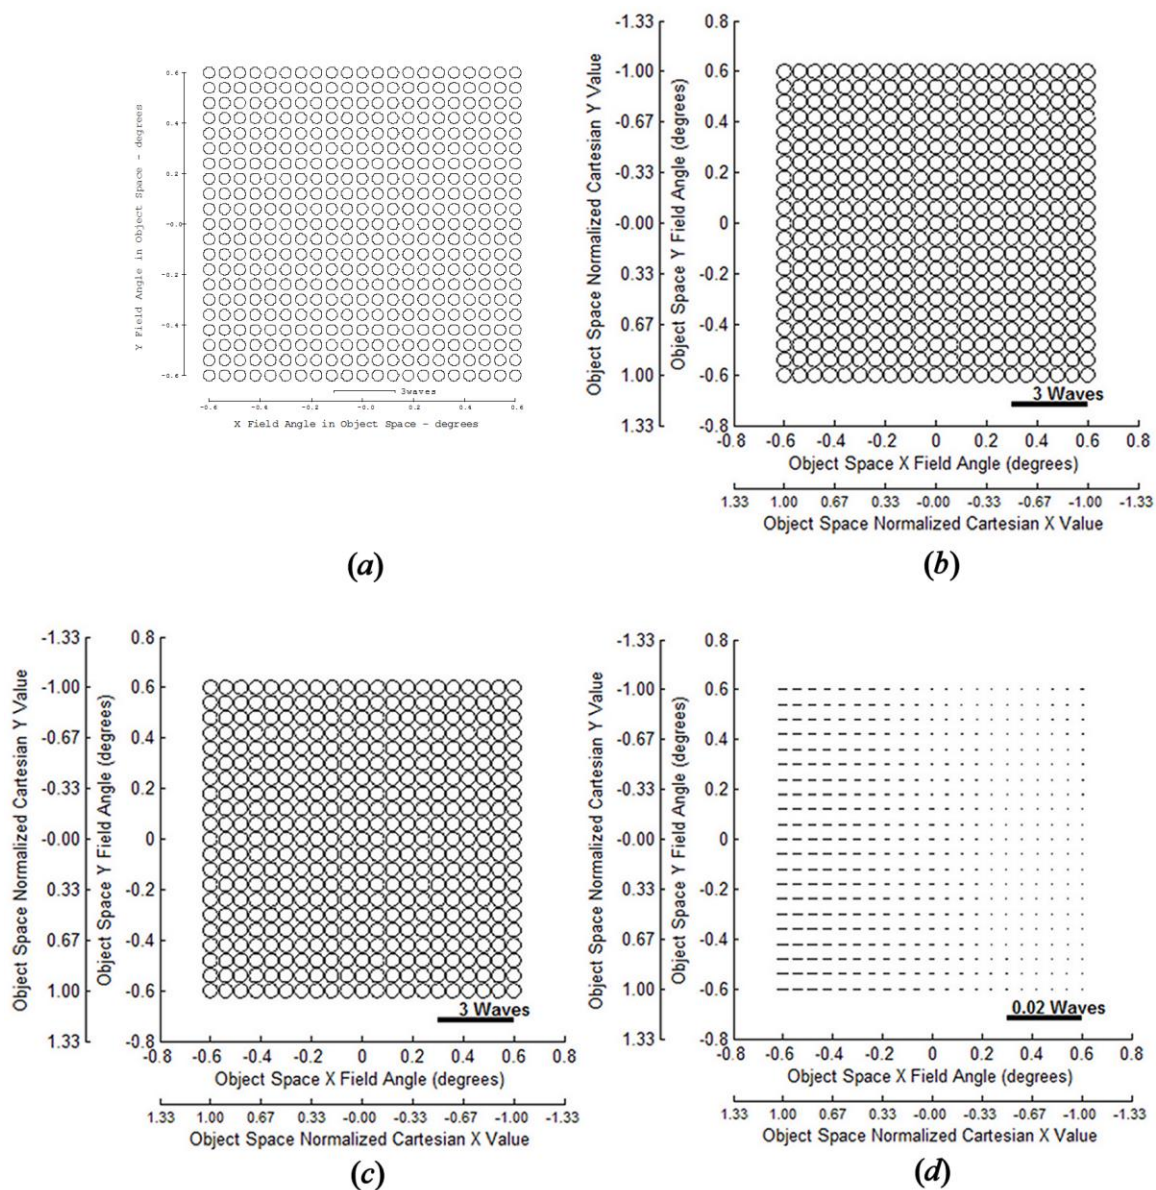 0.6
0.4
0.2
-0.0
-0.2
-0.4
-0.6
Y Field Angle in Object Space - degrees
3waves
-0.6 -0.4 -0.2 -0.0 0.2 0.4 0.6
X Field Angle in Object Space - degrees
(a)
-1.33
-1.00
-0.67
-0.33
-0.00
0.33
0.67
1.00
1.33
Object Space Normalized Cartesian Y Value
0.8
0.6
0.4
0.2
0
-0.2
-0.4
-0.6
-0.8
Object Space Y Field Angle (degrees)
3 Waves
-0.8 -0.6 -0.4 -0.2 0 0.2 0.4 0.6 0.8
Object Space X Field Angle (degrees)
1.33 1.00 0.67 0.33 -0.00 -0.33 -0.67 -1.00 -1.33
Object Space Normalized Cartesian X Value
(b)
-1.33
-1.00
-0.67
-0.33
-0.00
0.33
0.67
1.00
1.33
Object Space Normalized Cartesian Y Value
0.8
0.6
0.4
0.2
0
-0.2
-0.4
-0.6
-0.8
Object Space Y Field Angle (degrees)
3 Waves
-0.8 -0.6 -0.4 -0.2 0 0.2 0.4 0.6 0.8
Object Space X Field Angle (degrees)
1.33 1.00 0.67 0.33 -0.00 -0.33 -0.67 -1.00 -1.33
Object Space Normalized Cartesian X Value
(c)
-1.33
-1.00
-0.67
-0.33
-0.00
0.33
0.67
1.00
1.33
Object Space Normalized Cartesian Y Value
0.8
0.6
0.4
0.2
0
-0.2
-0.4
-0.6
-0.8
Object Space Y Field Angle (degrees)
0.02 Waves
-0.8 -0.6 -0.4 -0.2 0 0.2 0.4 0.6 0.8
Object Space X Field Angle (degrees)
1.33 1.00 0.67 0.33 -0.00 -0.33 -0.67 -1.00 -1.33
Object Space Normalized Cartesian X Value
(d)